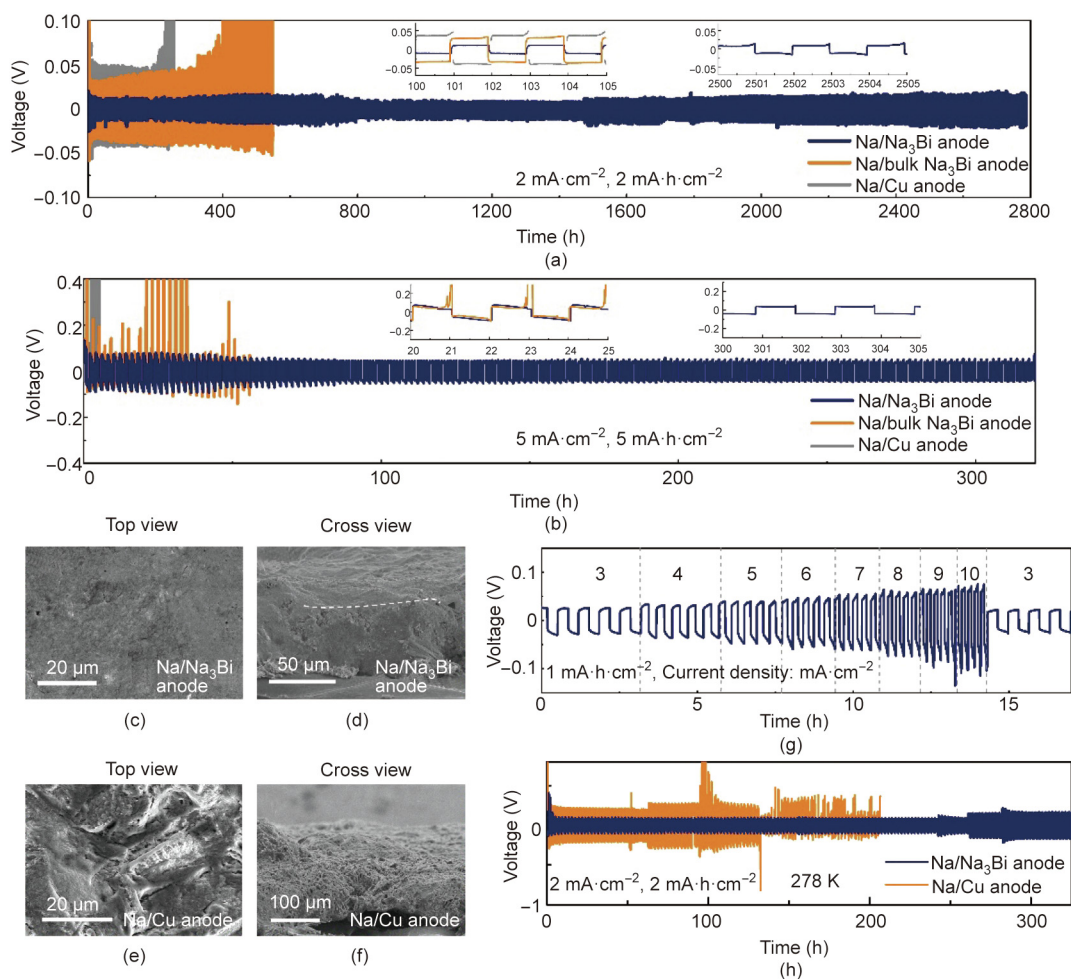 0.10
0.05
0
−0.05
−0.10
Voltage (V)
0.05
0
−0.05
100 101 102 103 104 105
0.05
0
−0.05
2500 2501 2502 2503 2504 2505
Na/Na₃Bi anode
Na/bulk Na₃Bi anode
Na/Cu anode
2 mA·cm⁻², 2 mA·h·cm⁻²
0 400 800 1200 1600 2000 2400 2800
Time (h)
(a)
0.4
0.2
0
−0.2
−0.4
Voltage (V)
0.2
0
−0.2
20 21 22 23 24 25
0.2
0
−0.2
300 301 302 303 304 305
Na/Na₃Bi anode
Na/bulk Na₃Bi anode
Na/Cu anode
5 mA·cm⁻², 5 mA·h·cm⁻²
0 100 200 300
Time (h)
(b)
Top view
20 μm
Na/Na₃Bi
anode
(c)
Cross view
50 μm
Na/Na₃Bi
anode
(d)
Top view
20 μm
Na/Cu anode
(e)
Cross view
100 μm
Na/Cu anode
(f)
0.1
0
−0.1
Voltage (V)
3 4 5 6 7 8 9 10 3
1 mA·h·cm⁻², Current density: mA·cm⁻²
0 5 10 15
Time (h)
(g)
0
−1
Voltage (V)
2 mA·cm⁻², 2 mA·h·cm⁻² 278 K
Na/Na₃Bi anode
Na/Cu anode
100 200 300
Time (h)
(h)